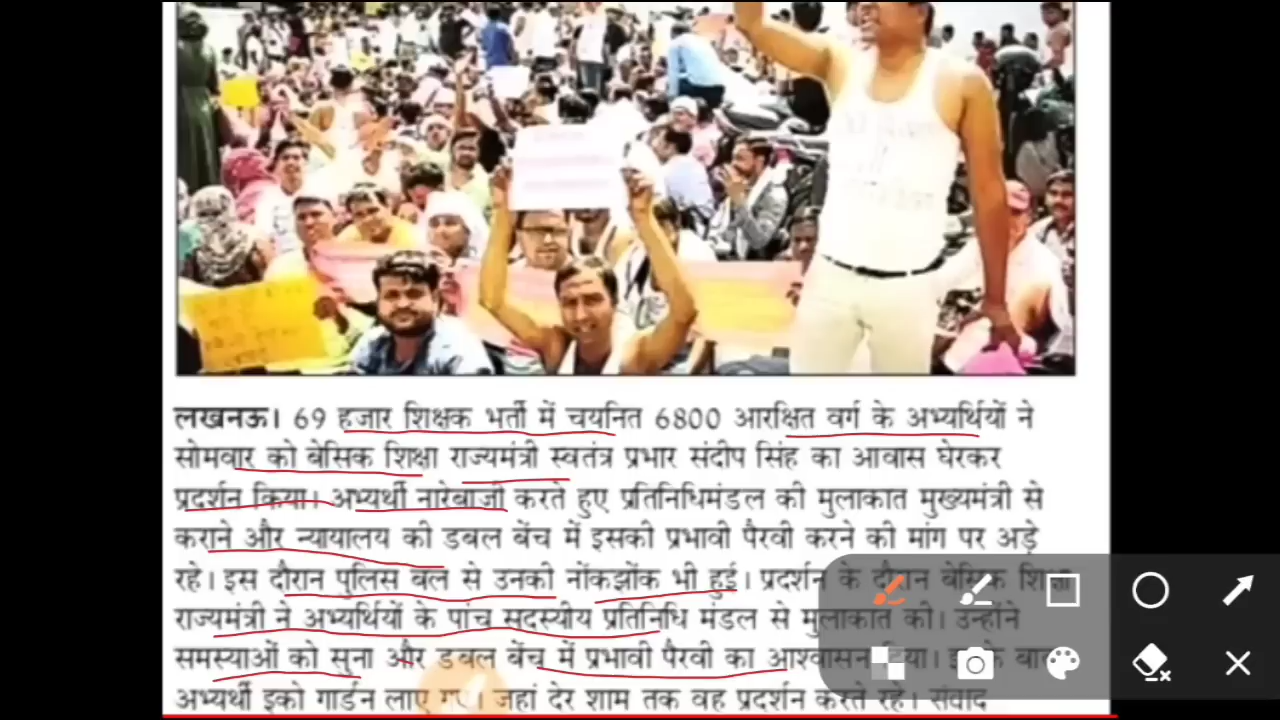 लखनऊ। 69 हजार शिक्षक भर्ती में चयनित 6800 आरक्षित वर्ग के अभ्यर्थियों ने
सोमवार को बेसिक शिक्षा राज्यमंत्री स्वतंत्र प्रभार संदीप सिंह का आवास घेरकर
प्रदर्शन किया। अभ्यर्थी नारेबाजी करते हुए प्रतिनिधिमंडल की मुलाकात मुख्यमंत्री से
कराने और न्यायालय की डबल बेंच में इसकी प्रभावी पैरवी करने की मांग पर अड़े
रहे। इस दौरान पुलिस बल से उनकी नोंकझोंक भी हुई। प्रदर्शन के दौरान बेसिक शिक्षा
राज्यमंत्री ने अभ्यर्थियों के पांच सदस्यीय प्रतिनिधि मंडल से मुलाकात की। उन्होंने
समस्याओं को सुना और डबल बेंच में प्रभावी पैरवी का आश्वासन दिया। इसके बाद
अभ्यर्थी इको गार्डन लाए गए। जहां देर शाम तक वह प्रदर्शन करते रहे। संवाद